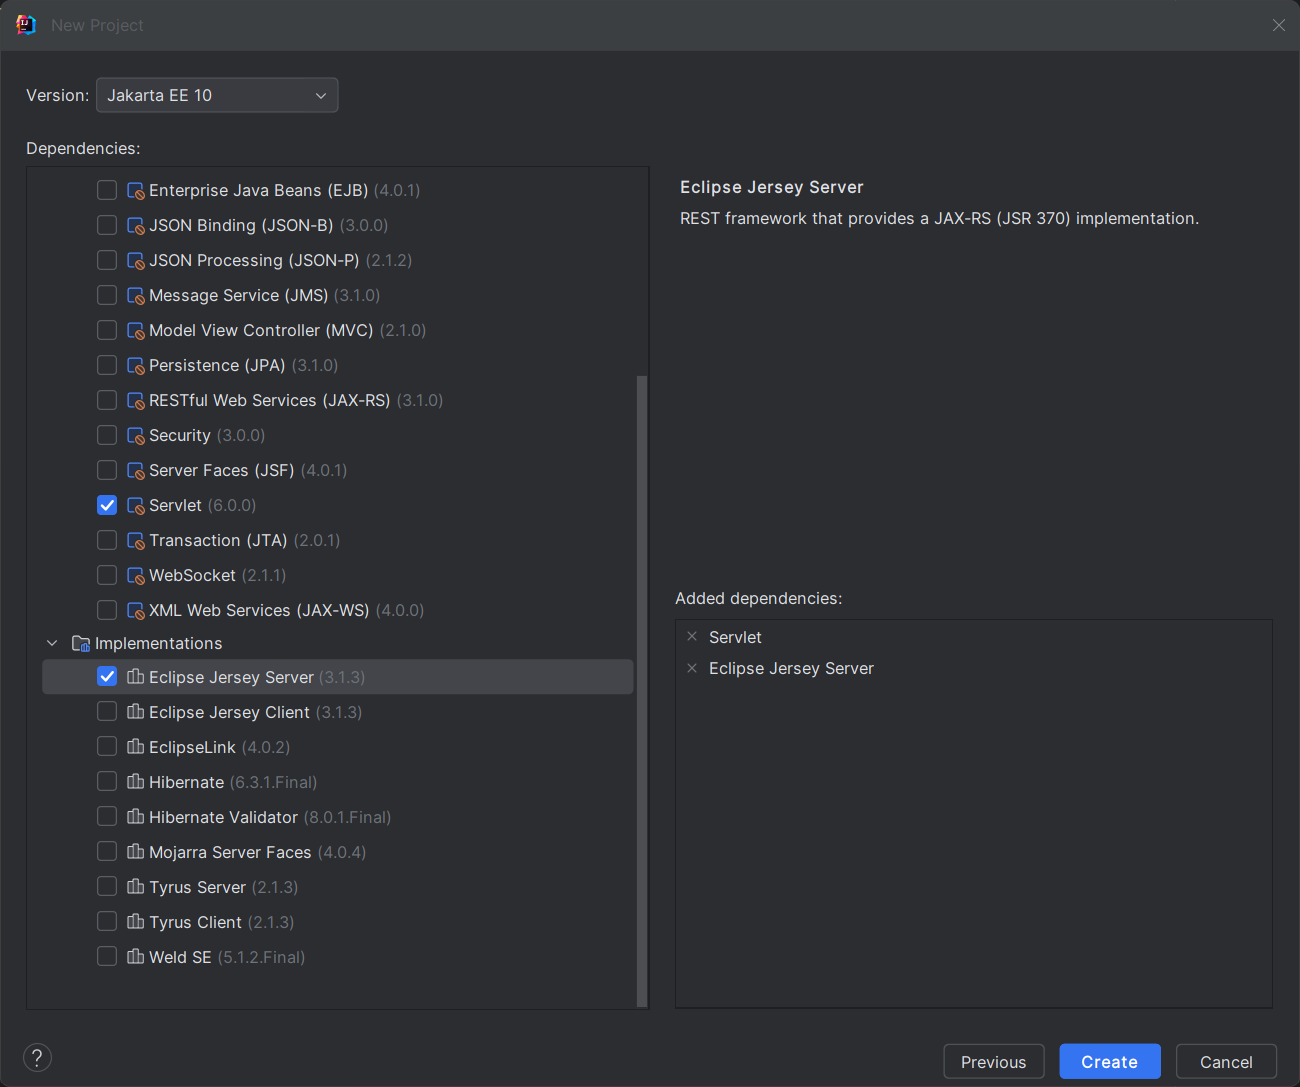 New Project
Version: Jakarta EE 10
Dependencies:
Enterprise Java Beans (EJB) (4.0.1)
JSON Binding (JSON-B) (3.0.0)
JSON Processing (JSON-P) (2.1.2)
Message Service (JMS) (3.1.0)
Model View Controller (MVC) (2.1.0)
Persistence (JPA) (3.1.0)
RESTful Web Services (JAX-RS) (3.1.0)
Security (3.0.0)
Server Faces (JSF) (4.0.1)
Servlet (6.0.0)
Transaction (JTA) (2.0.1)
WebSocket (2.1.1)
XML Web Services (JAX-WS) (4.0.0)
Implementations
Eclipse Jersey Server (3.1.3)
Eclipse Jersey Client (3.1.3)
EclipseLink (4.0.2)
Hibernate (6.3.1.Final)
Hibernate Validator (8.0.1.Final)
Mojarra Server Faces (4.0.4)
Tyrus Server (2.1.3)
Tyrus Client (2.1.3)
Weld SE (5.1.2.Final)
Eclipse Jersey Server
REST framework that provides a JAX-RS (JSR 370) implementation.
Added dependencies:
Servlet
Eclipse Jersey Server
?
Previous
Create
Cancel